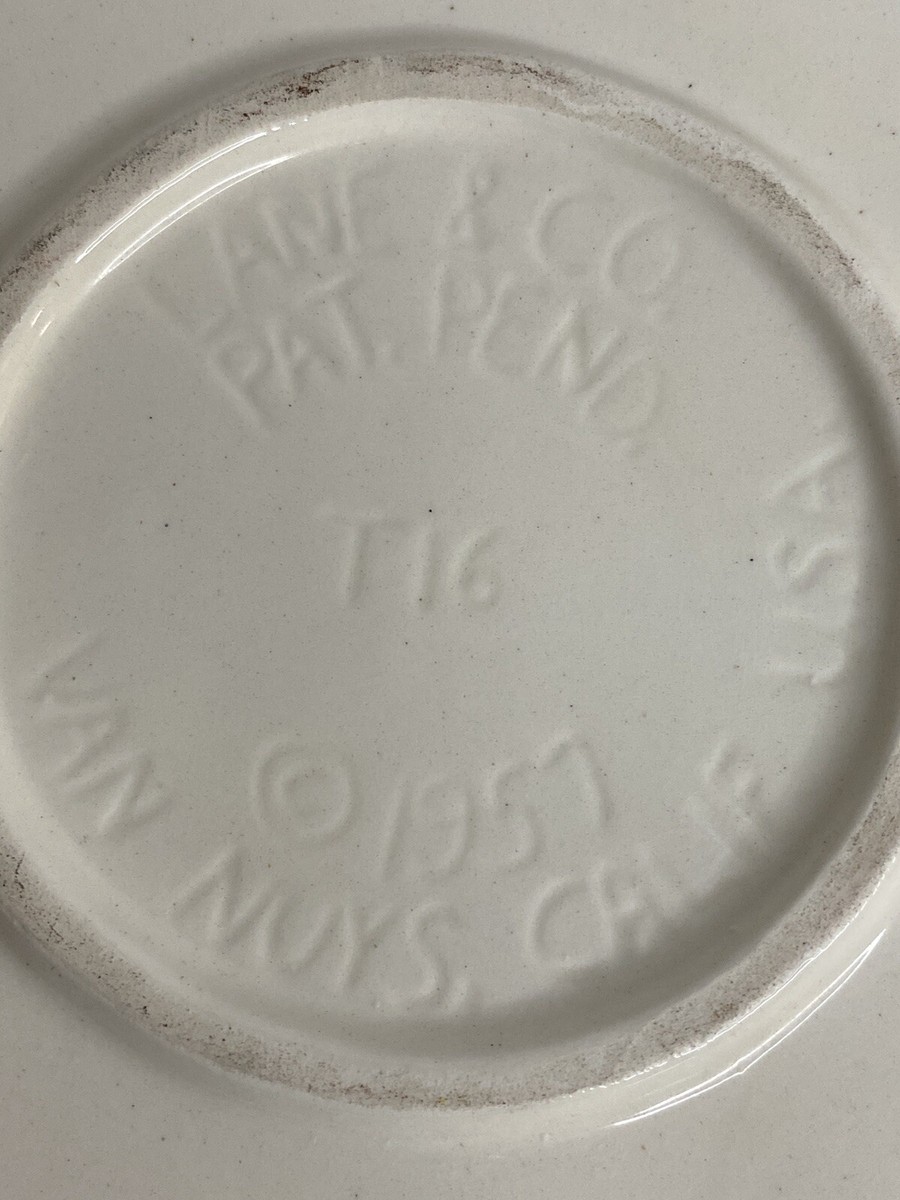 LANE & CO.
PAT. PEND.
T16
© 1957
VAN NUYS, CALIF USA